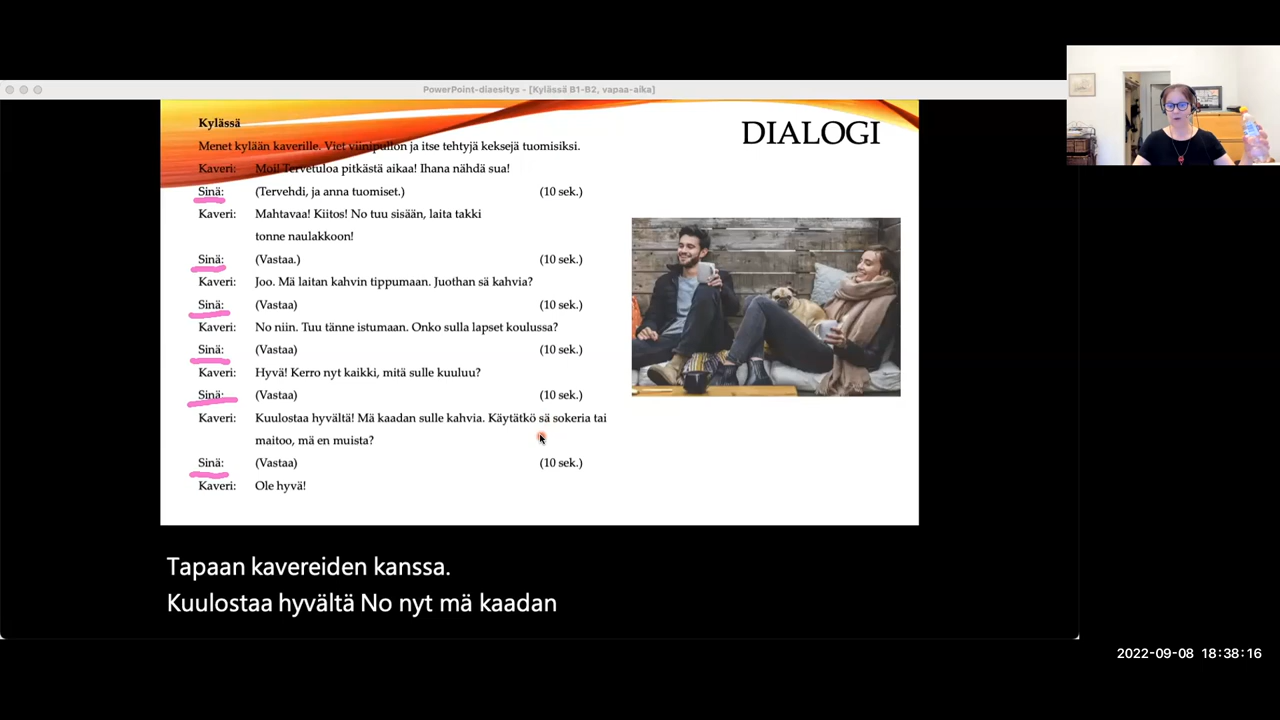 PowerPoint-diaesitys - [Kylässä B1-B2, vapaa-aika]
DIALOGI
Kylässä
Menet kylään kaverille. Viet viinipullon ja itse tehtyjä keksejä tuomisiksi.
Kaveri: Moi! Tervetuloa pitkästä aikaa! Ihana nähdä sua!
Sinä: (Tervehdi, ja anna tuomiset.) (10 sek.)
Kaveri: Mahtavaa! Kiitos! No tuu sisään, laita takki
tonne naulakkoon!
Sinä: (Vastaa.) (10 sek.)
Kaveri: Joo. Mä laitan kahvin tippumaan. Juothan sä kahvia?
Sinä: (Vastaa) (10 sek.)
Kaveri: No niin. Tuu tänne istumaan. Onko sulla lapset koulussa?
Sinä: (Vastaa) (10 sek.)
Kaveri: Hyvä! Kerro nyt kaikki, mitä sulle kuuluu?
Sinä: (Vastaa) (10 sek.)
Kaveri: Kuulostaa hyvältä! Mä kaadan sulle kahvia. Käytätkö sä sokeria tai
maitoo, mä en muista?
Sinä: (Vastaa) (10 sek.)
Kaveri: Ole hyvä!
Tapaan kavereiden kanssa.
Kuulostaa hyvältä No nyt mä kaadan
2022-09-08 18:38:16